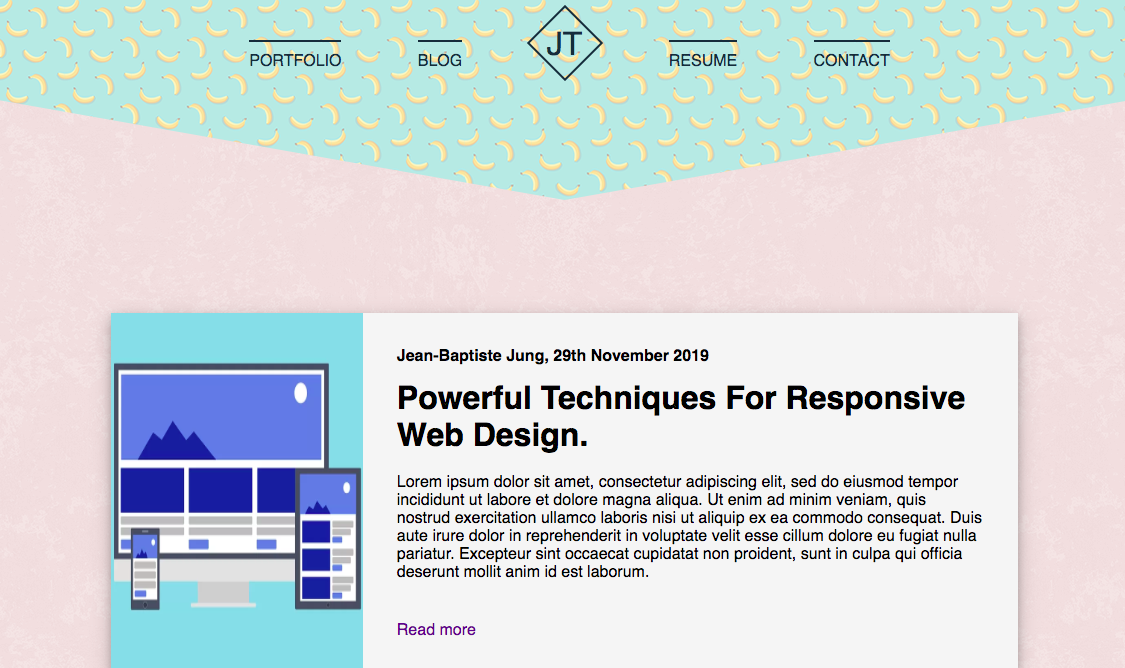 PORTFOLIO
BLOG
JT
RESUME
CONTACT
Jean-Baptiste Jung, 29th November 2019
Powerful Techniques For Responsive
Web Design.
Lorem ipsum dolor sit amet, consectetur adipiscing elit, sed do eiusmod tempor
incididunt ut labore et dolore magna aliqua. Ut enim ad minim veniam, quis
nostrud exercitation ullamco laboris nisi ut aliquip ex ea commodo consequat. Duis
aute irure dolor in reprehenderit in voluptate velit esse cillum dolore eu fugiat nulla
pariatur. Excepteur sint occaecat cupidatat non proident, sunt in culpa qui officia
deserunt mollit anim id est laborum.
Read more